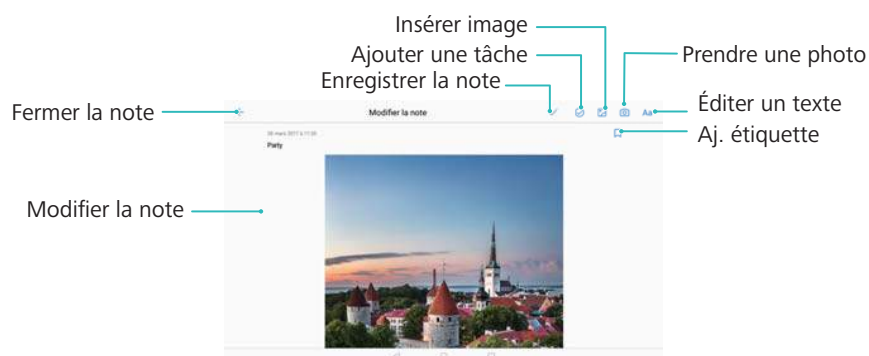 Insérer image
Ajouter une tâche
Prendre une photo
Enregistrer la note
Fermer la note
Modifier la note
Aa
Éditer un texte
Aj. étiquette
Party
Modifier la note